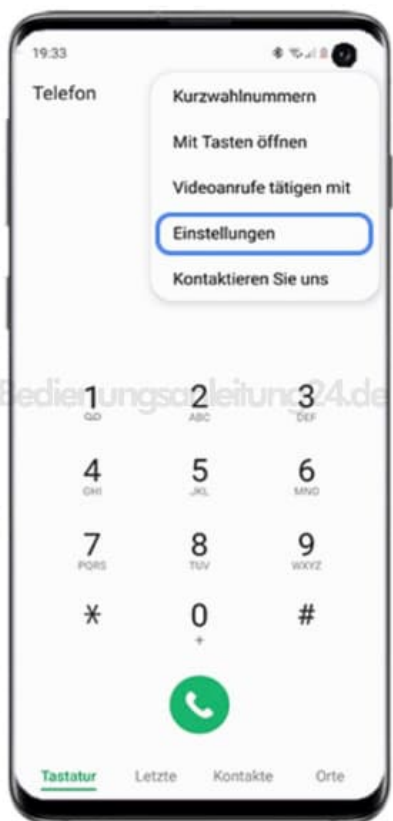 19:33
Telefon
Kurzwahlnummern
Mit Tasten öffnen
Videoanrufe tätigen mit
Einstellungen
Kontaktieren Sie uns
Bedienungsanleitung24.de
1 2 3
ABC DEF
4 5 6
GHI JKL MNO
7 8 9
PQRS TUV WXYZ
* 0 #
+
Tastatur Letzte Kontakte Orte